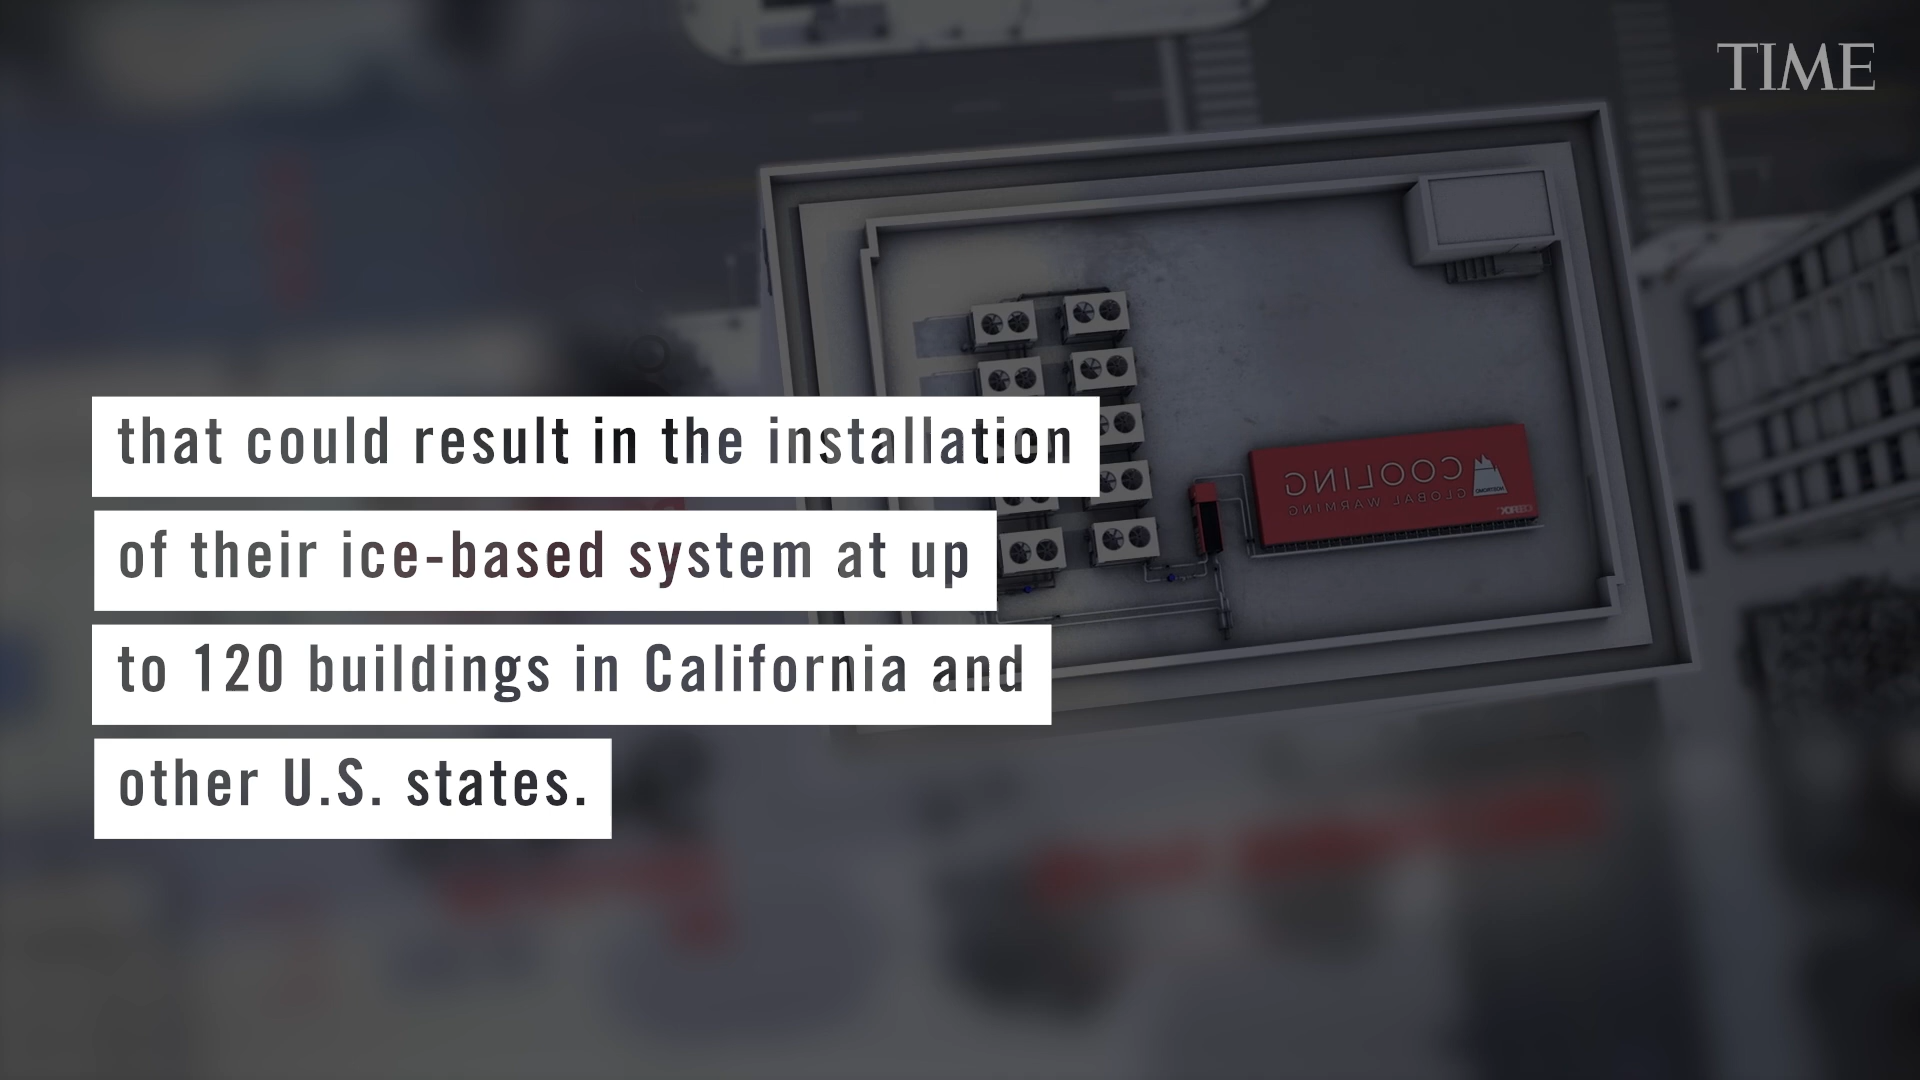 TIME
that could result in the installation
of their ice-based system at up
to 120 buildings in California and
other U.S. states.
COOLING
GLOBAL WARMING